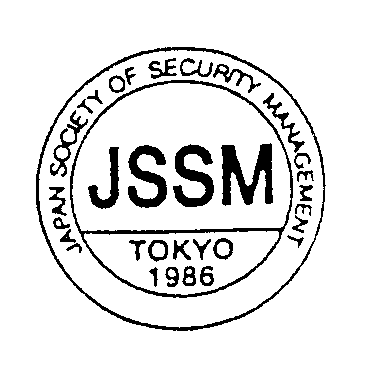 JAPAN SOCIETY OF SECURITY MANAGEMENT
JSSM
TOKYO
1986